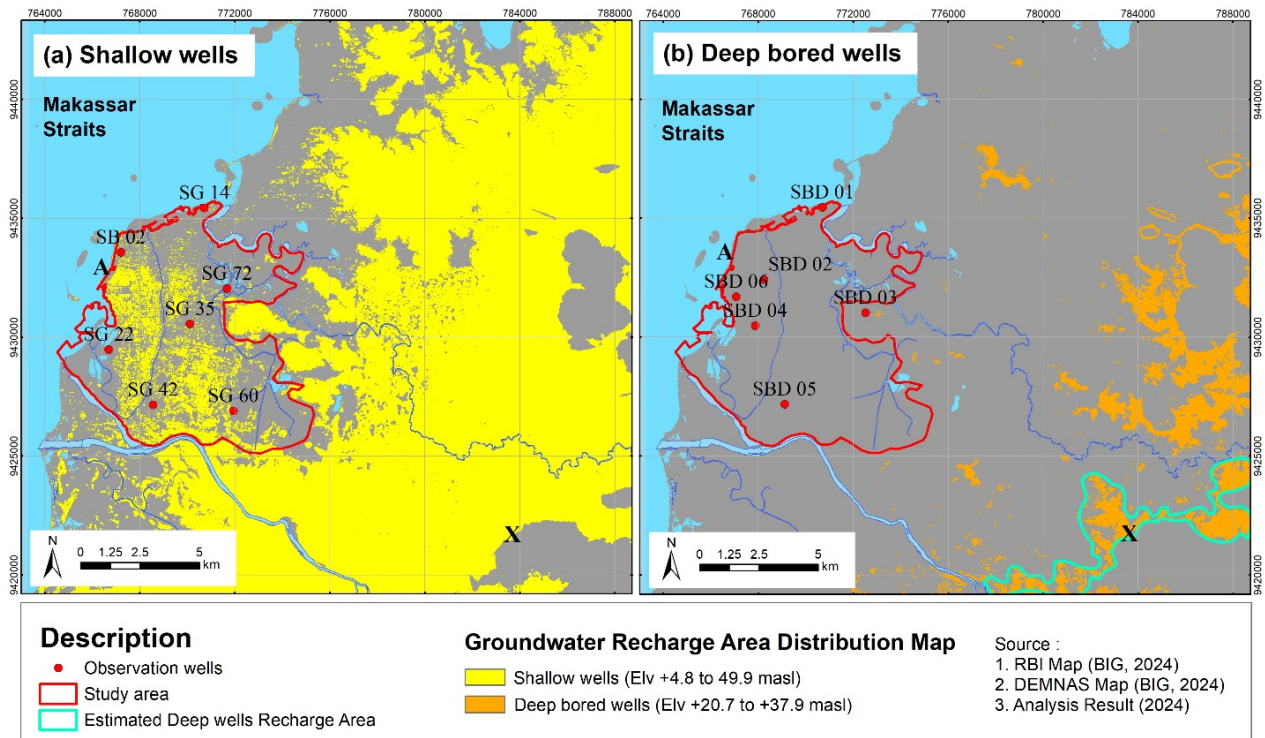 764000 768000 772000 776000 780000 784000 788000
764000 768000 772000 776000 780000 784000 788000
(a) Shallow wells
(b) Deep bored wells
Makassar
Straits
Makassar
Straits
9440000
9435000
9430000
9425000
9420000
9440000
9435000
9430000
9425000
9420000
SG 14
SB 02
A
SG 72
SG 35
SG 22
SG 42
SG 60
X
N
0 1.25 2.5 5
km
SBD 01
A
SBD 02
SBD 06
SBD 03
SBD 04
SBD 05
X
N
0 1.25 2.5 5
km
Description
Observation wells
Study area
Estimated Deep wells Recharge Area
Groundwater Recharge Area Distribution Map
Shallow wells (Elv +4.8 to 49.9 masl)
Deep bored wells (Elv +20.7 to +37.9 masl)
Source :
1. RBI Map (BIG, 2024)
2. DEMNAS Map (BIG, 2024)
3. Analysis Result (2024)